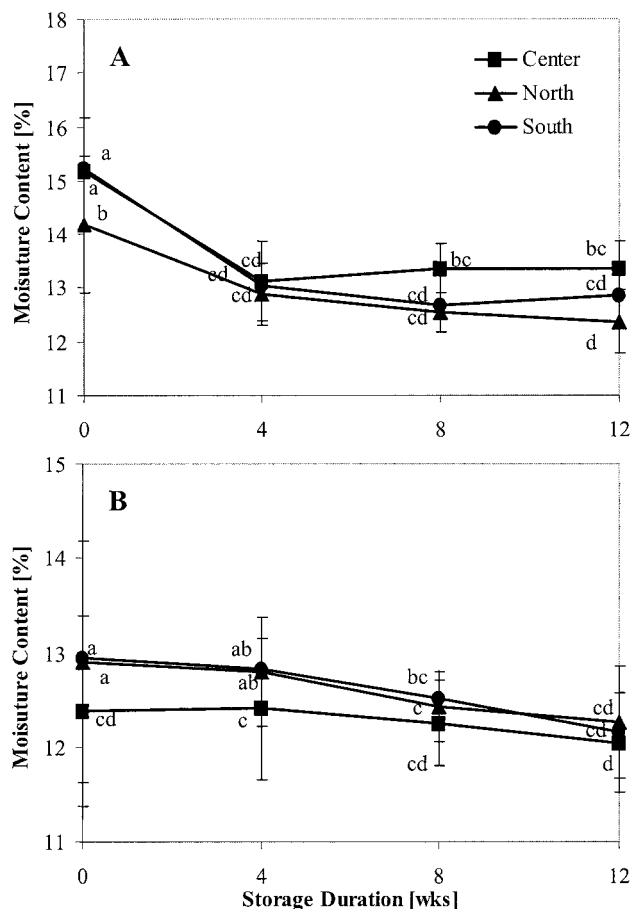 18
A
Center
17
North
South
16
a
15
a
b
14
cd
bc
bc
cd
cd
cd
13
cd
cd
12
d
11
0
4
8
12
Moisuture Content [%]
15
B
14
13
a
ab
bc
a
ab
c
cd
cd
cd
c
12
cd
d
11
0
4
8
12
Moisuture Content [%]
Storage Duration [wks]